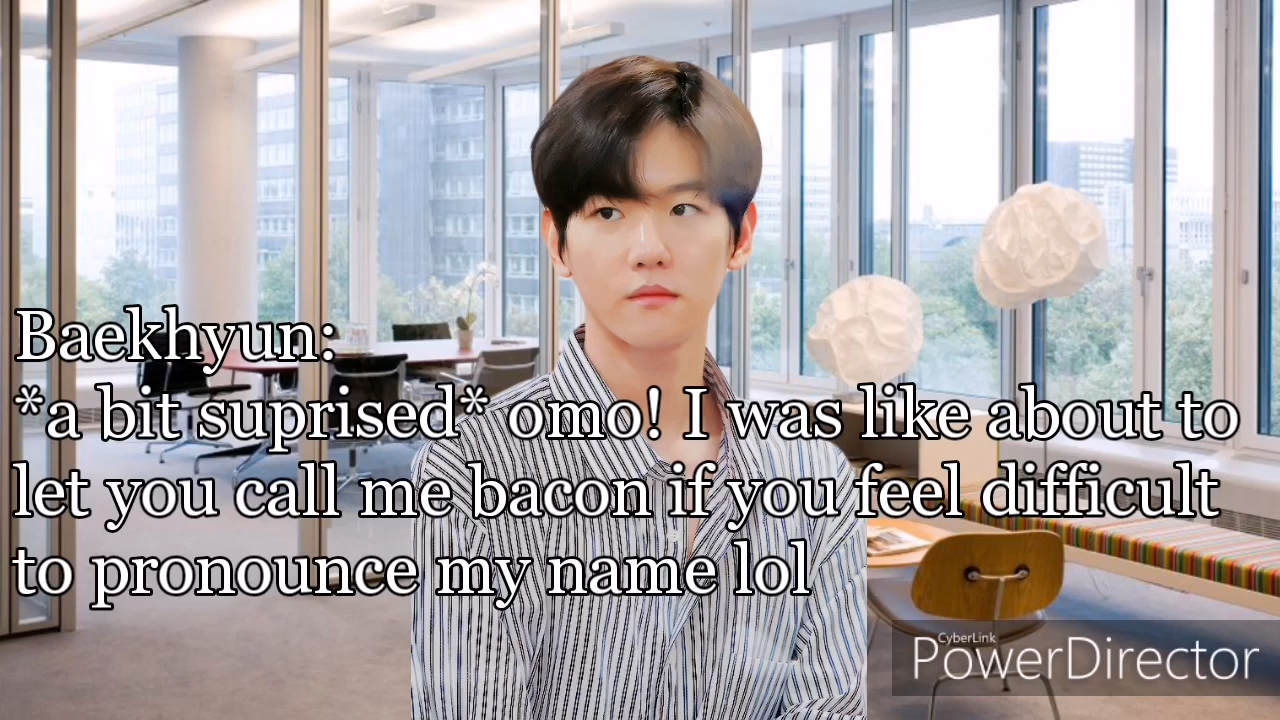 Baekhyun:
*a bit suprised* omo! I was like about to
let you call me bacon if you feel difficult
to pronounce my name lol
CyberLink
PowerDirector